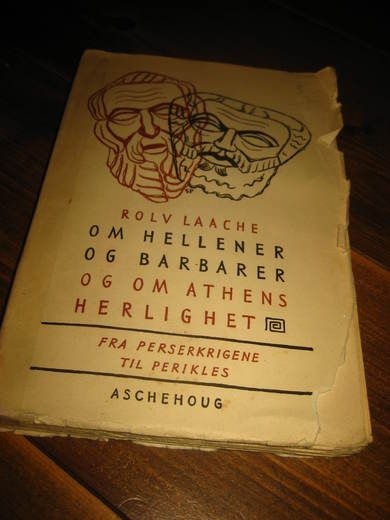 ROLV LAACHE
OM HELLENER
OG BARBARER
OG OM ATHENS
HERLIGHET
FRA PERSERKRIGENE
TIL PERIKLES
ASCHEHOUG